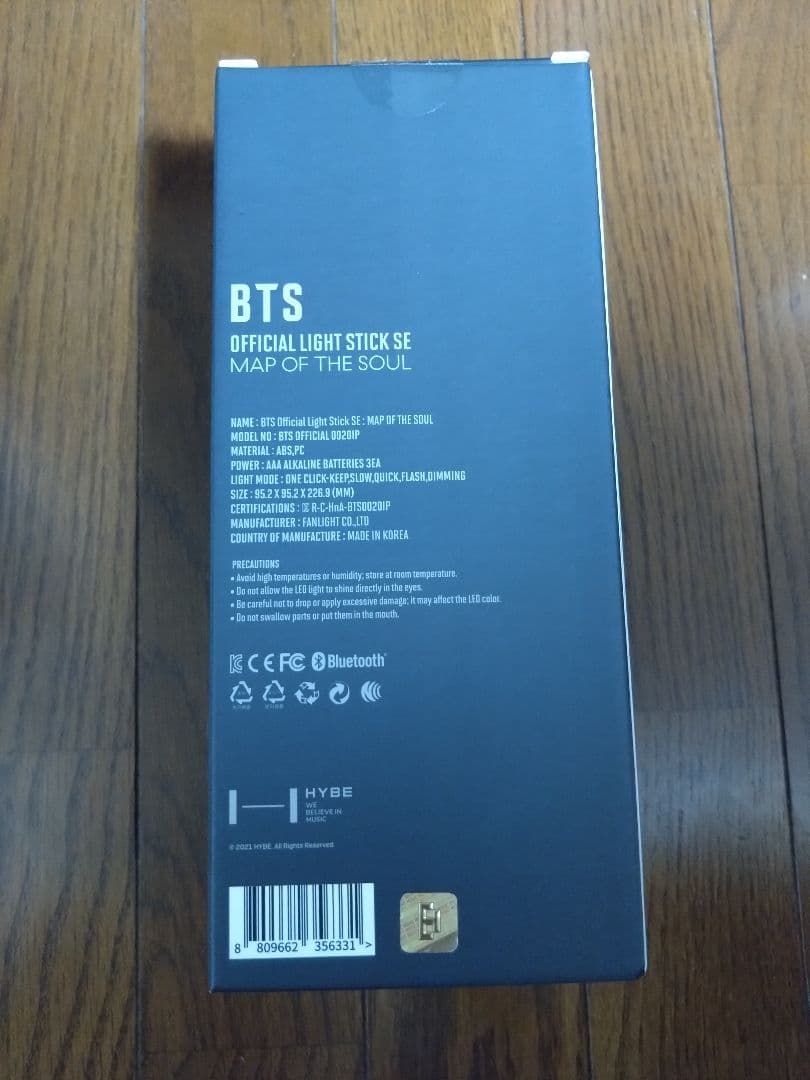 BTS
OFFICIAL LIGHT STICK SE
MAP OF THE SOUL
NAME : BTS Official Light Stick SE : MAP OF THE SOUL
MODEL NO : BTS OFFICIAL 0020IP
MATERIAL : ABS,PC
POWER : AAA ALKALINE BATTERIES 3EA
LIGHT MODE : ONE CLICK-KEEP,SLOW,QUICK,FLASH,DIMMING
SIZE : 95.2 X 95.2 X 226.9 (MM)
CERTIFICATIONS : R-C-HnA-BTS0020IP
MANUFACTURER : FANLIGHT CO.,LTD
COUNTRY OF MANUFACTURE : MADE IN KOREA
PRECAUTIONS
• Avoid high temperatures or humidity; store at room temperature.
• Do not allow the LED light to shine directly in the eyes.
• Be careful not to drop or apply excessive damage; it may affect the LED color.
• Do not swallow parts or put them in the mouth.
CE FC Bluetooth
HYBE
WE
BELIEVE IN
MUSIC
© 2021 HYBE. All Rights Reserved.
8 809662 356331 >